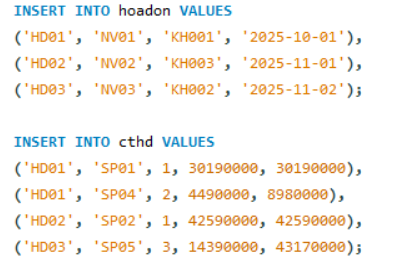 INSERT INTO hoadon VALUES
('HD01', 'NV01', 'KH001', '2025-10-01'),
('HD02', 'NV02', 'KH003', '2025-11-01'),
('HD03', 'NV03', 'KH002', '2025-11-02');
INSERT INTO cthd VALUES
('HD01', 'SP01', 1, 30190000, 30190000),
('HD01', 'SP04', 2, 4490000, 8980000),
('HD02', 'SP02', 1, 42590000, 42590000),
('HD03', 'SP05', 3, 14390000, 43170000);